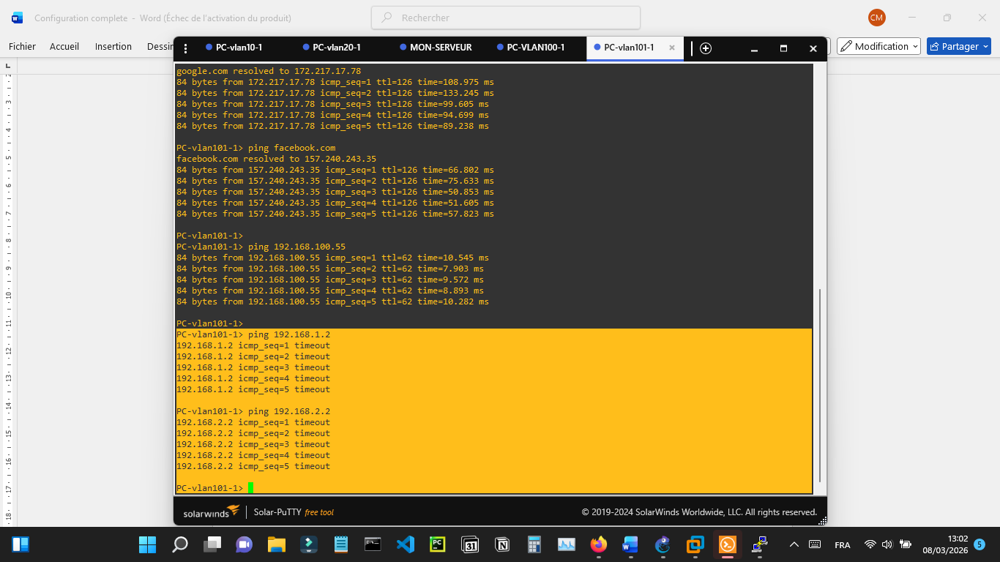 Configuration complete - Word (Échec de l'activation du produit)
Rechercher
CM
Fichier Accueil Insertion Dessin
Modification
Partager
PC-vlan10-1 PC-vlan20-1 MON-SERVEUR PC-VLAN100-1 PC-vlan101-1
google.com resolved to 172.217.17.78
84 bytes from 172.217.17.78 icmp_seq=1 ttl=126 time=108.975 ms
84 bytes from 172.217.17.78 icmp_seq=2 ttl=126 time=133.245 ms
84 bytes from 172.217.17.78 icmp_seq=3 ttl=126 time=99.605 ms
84 bytes from 172.217.17.78 icmp_seq=4 ttl=126 time=94.699 ms
84 bytes from 172.217.17.78 icmp_seq=5 ttl=126 time=89.238 ms
PC-vlan101-1> ping facebook.com
facebook.com resolved to 157.240.243.35
84 bytes from 157.240.243.35 icmp_seq=1 ttl=126 time=66.802 ms
84 bytes from 157.240.243.35 icmp_seq=2 ttl=126 time=75.633 ms
84 bytes from 157.240.243.35 icmp_seq=3 ttl=126 time=50.853 ms
84 bytes from 157.240.243.35 icmp_seq=4 ttl=126 time=51.605 ms
84 bytes from 157.240.243.35 icmp_seq=5 ttl=126 time=57.823 ms
PC-vlan101-1>
PC-vlan101-1> ping 192.168.100.55
84 bytes from 192.168.100.55 icmp_seq=1 ttl=62 time=10.545 ms
84 bytes from 192.168.100.55 icmp_seq=2 ttl=62 time=7.903 ms
84 bytes from 192.168.100.55 icmp_seq=3 ttl=62 time=9.572 ms
84 bytes from 192.168.100.55 icmp_seq=4 ttl=62 time=8.893 ms
84 bytes from 192.168.100.55 icmp_seq=5 ttl=62 time=10.282 ms
PC-vlan101-1>
PC-vlan101-1> ping 192.168.1.2
192.168.1.2 icmp_seq=1 timeout
192.168.1.2 icmp_seq=2 timeout
192.168.1.2 icmp_seq=3 timeout
192.168.1.2 icmp_seq=4 timeout
192.168.1.2 icmp_seq=5 timeout
PC-vlan101-1> ping 192.168.2.2
192.168.2.2 icmp_seq=1 timeout
192.168.2.2 icmp_seq=2 timeout
192.168.2.2 icmp_seq=3 timeout
192.168.2.2 icmp_seq=4 timeout
192.168.2.2 icmp_seq=5 timeout
PC-vlan101-1>
solarwinds Solar-PuTTY free tool © 2019-2024 SolarWinds Worldwide, LLC. All rights reserved.
FRA
13:02
08/03/2026
5